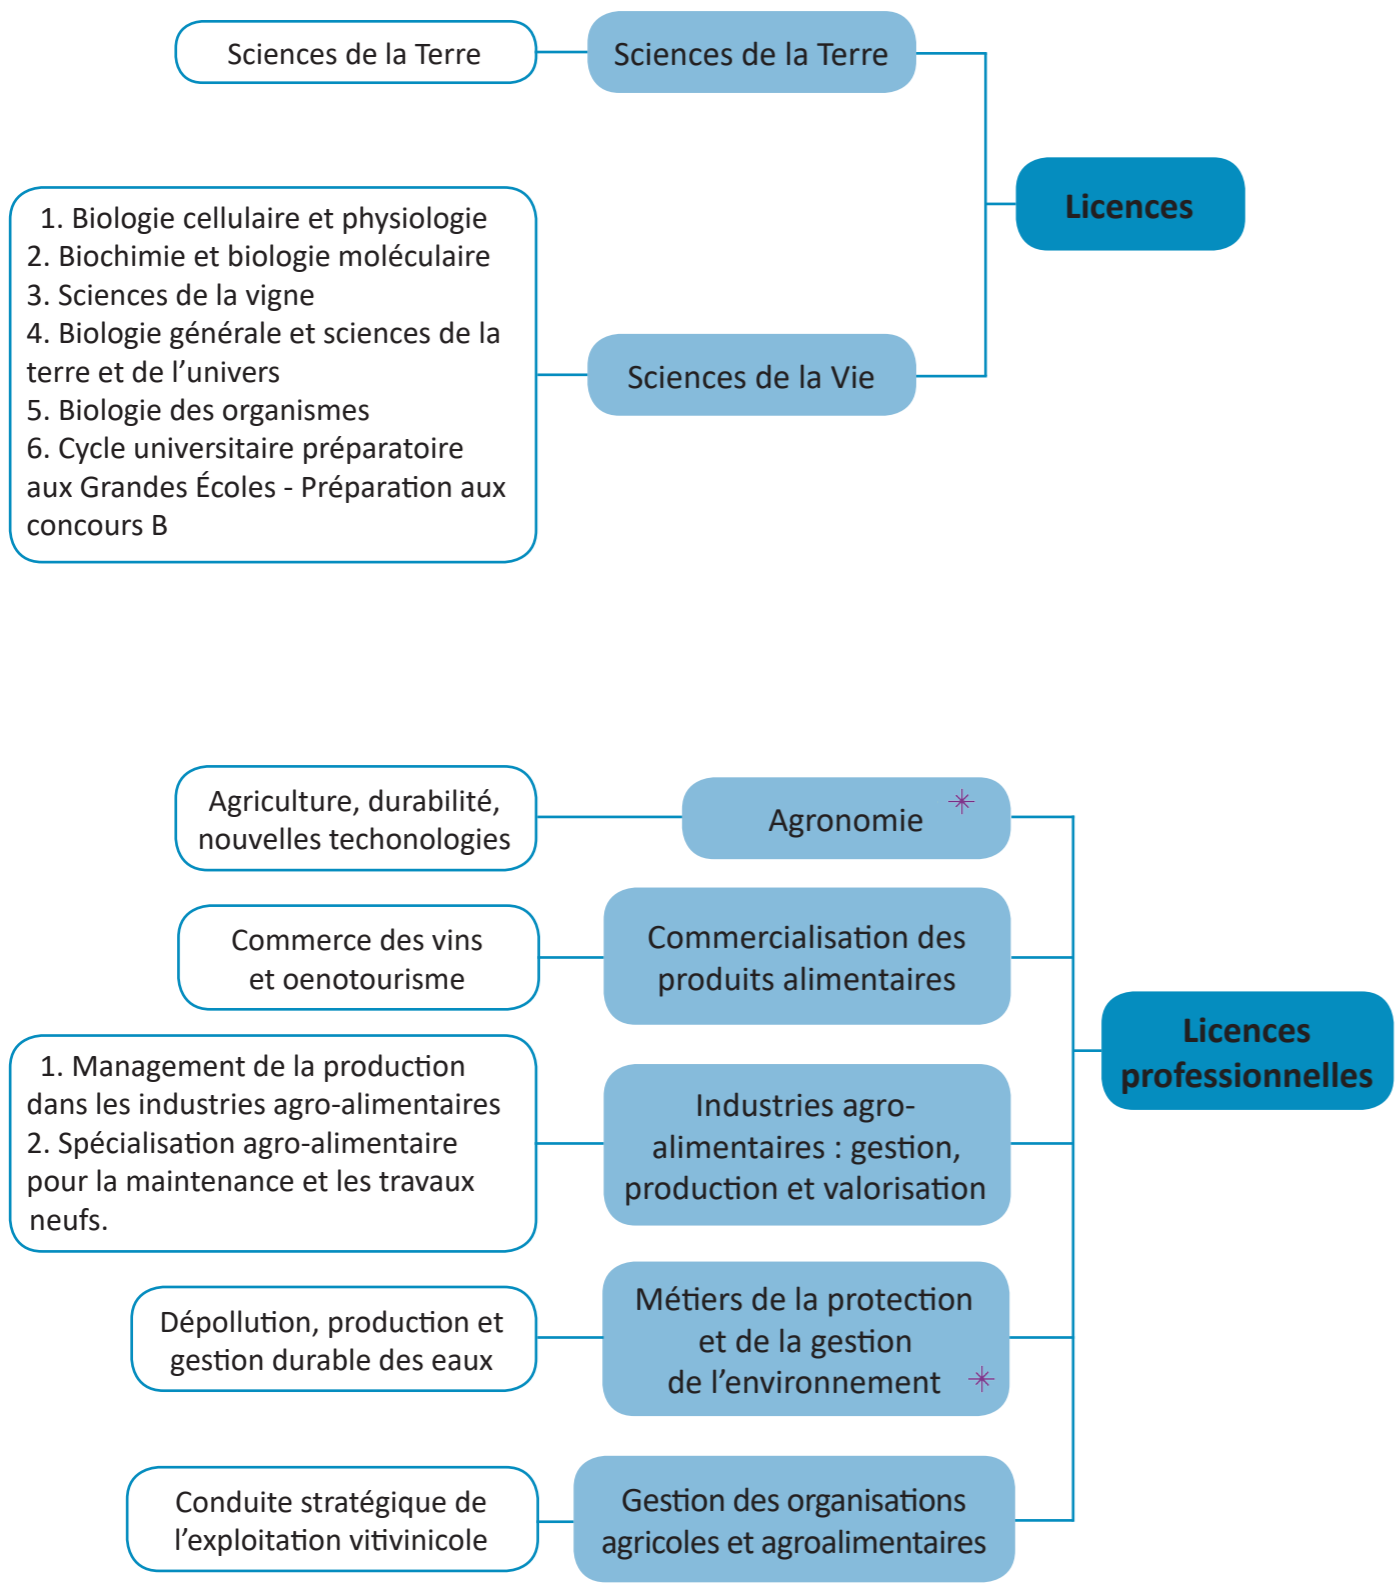 Sciences de la Terre
Sciences de la Terre
Licences
1. Biologie cellulaire et physiologie
2. Biochimie et biologie moléculaire
3. Sciences de la vigne
4. Biologie générale et sciences de la
terre et de l’univers
5. Biologie des organismes
6. Cycle universitaire préparatoire
aux Grandes Écoles - Préparation aux
concours B
Sciences de la Vie
Agriculture, durabilité,
nouvelles techonologies
Agronomie
Commerce des vins
et oenotourisme
Commercialisation des
produits alimentaires
Licences
professionnelles
1. Management de la production
dans les industries agro-alimentaires
2. Spécialisation agro-alimentaire
pour la maintenance et les travaux
neufs.
Industries agro-
alimentaires : gestion,
production et valorisation
Dépollution, production et
gestion durable des eaux
Métiers de la protection
et de la gestion
de l’environnement
Conduite stratégique de
l’exploitation vitivinicole
Gestion des organisations
agricoles et agroalimentaires